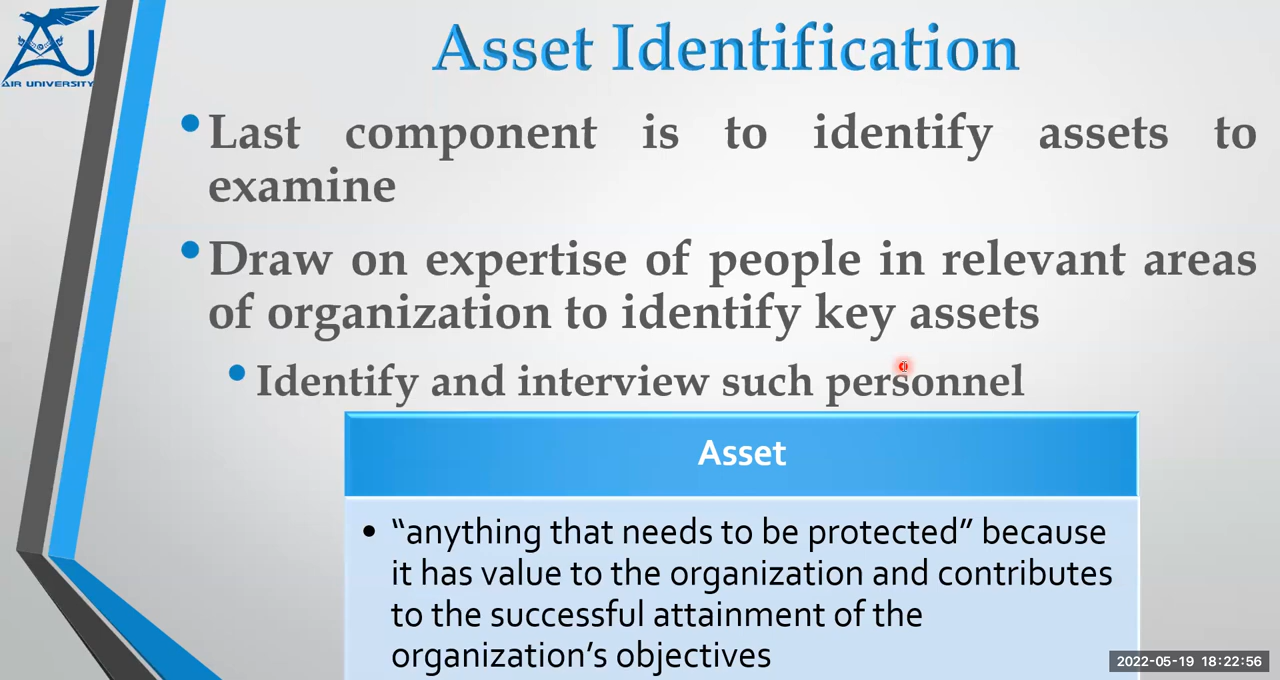 Asset Identification
AIR UNIVERSITY
• Last component is to identify assets to
examine
• Draw on expertise of people in relevant areas
of organization to identify key assets
• Identify and interview such personnel
Asset
• “anything that needs to be protected” because
it has value to the organization and contributes
to the successful attainment of the
organization’s objectives
2022-05-19 18:22:56